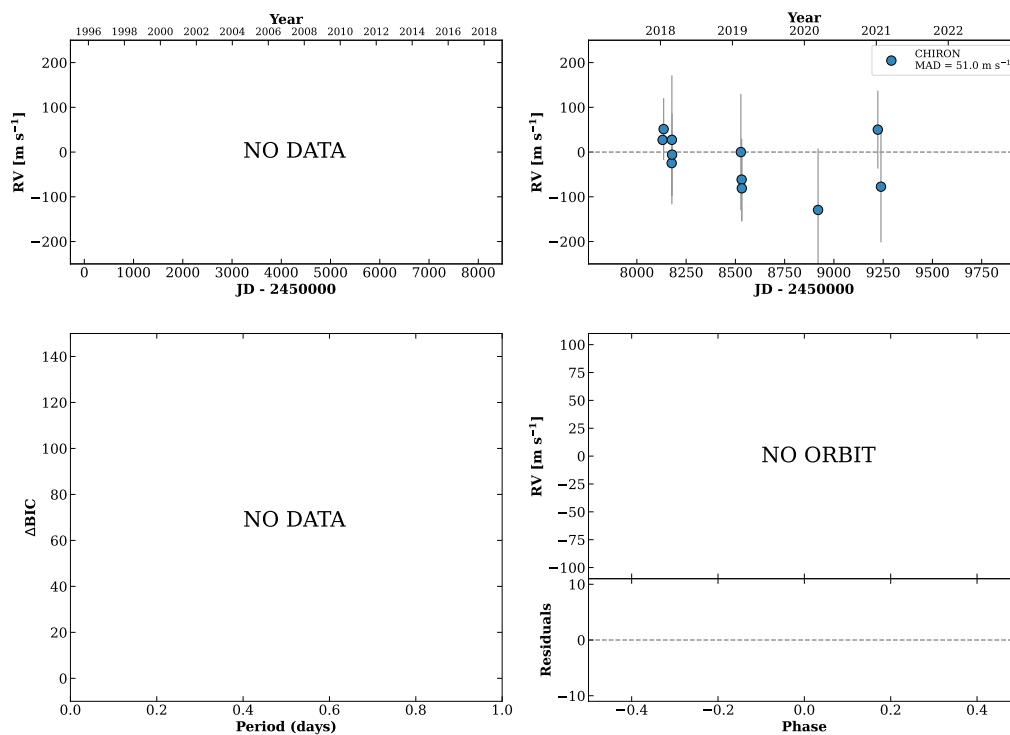 Year
1996 1998 2000 2002 2004 2006 2008 2010 2012 2014 2016 2018
200
100
0
−100
−200
RV [m s⁻¹]
NO DATA
0 1000 2000 3000 4000 5000 6000 7000 8000
JD - 2450000
Year
2018 2019 2020 2021 2022
CHIRON
MAD = 51.0 m s⁻¹
200
100
0
−100
−200
RV [m s⁻¹]
8000 8250 8500 8750 9000 9250 9500 9750
JD - 2450000
140
120
100
80
60
40
20
0
ΔBIC
NO DATA
0.0 0.2 0.4 0.6 0.8 1.0
Period (days)
100
75
50
25
0
−25
−50
−75
−100
RV [m s⁻¹]
NO ORBIT
10
0
−10
Residuals
−0.4 −0.2 0.0 0.2 0.4
Phase